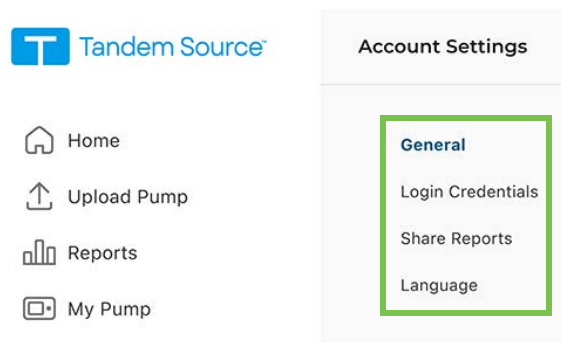 Tandem Source™
Account Settings
Home
Upload Pump
Reports
My Pump
General
Login Credentials
Share Reports
Language